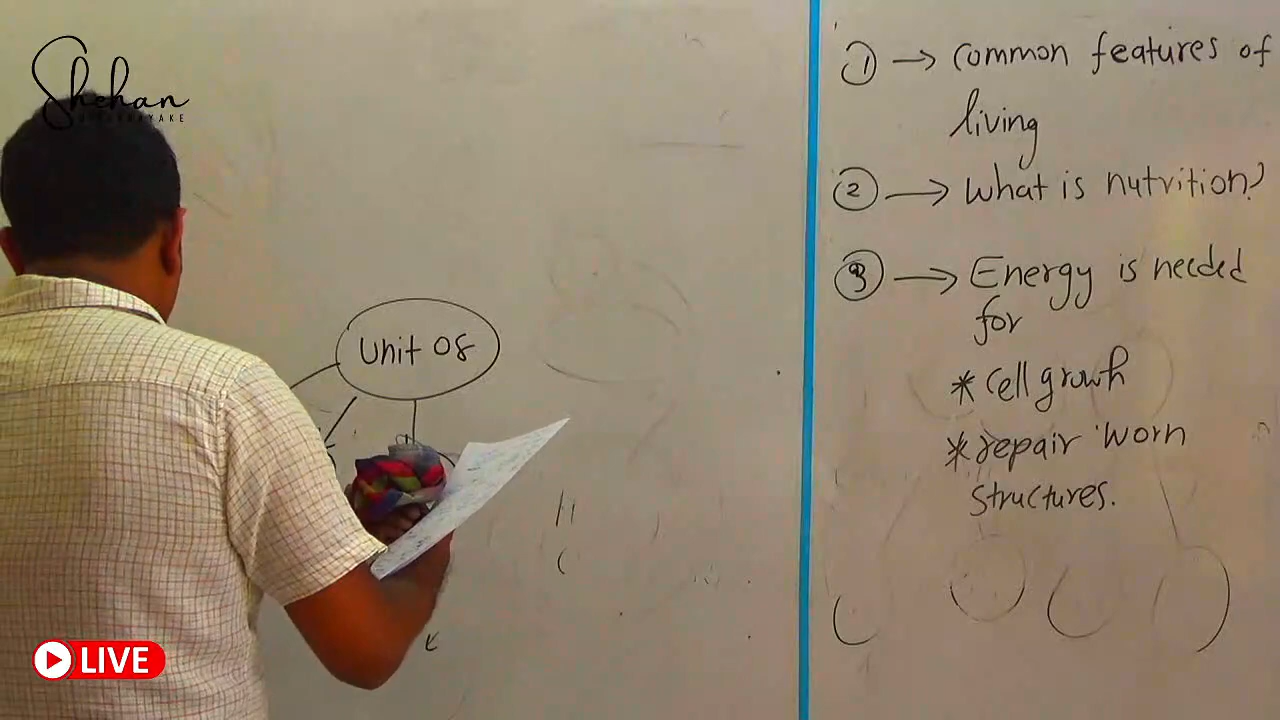 Shehan
Unit 08
LIVE
① → Common features of
living
② → What is nutrition?
③ → Energy is needed
for
* Cell growh
* repair worn
structures.